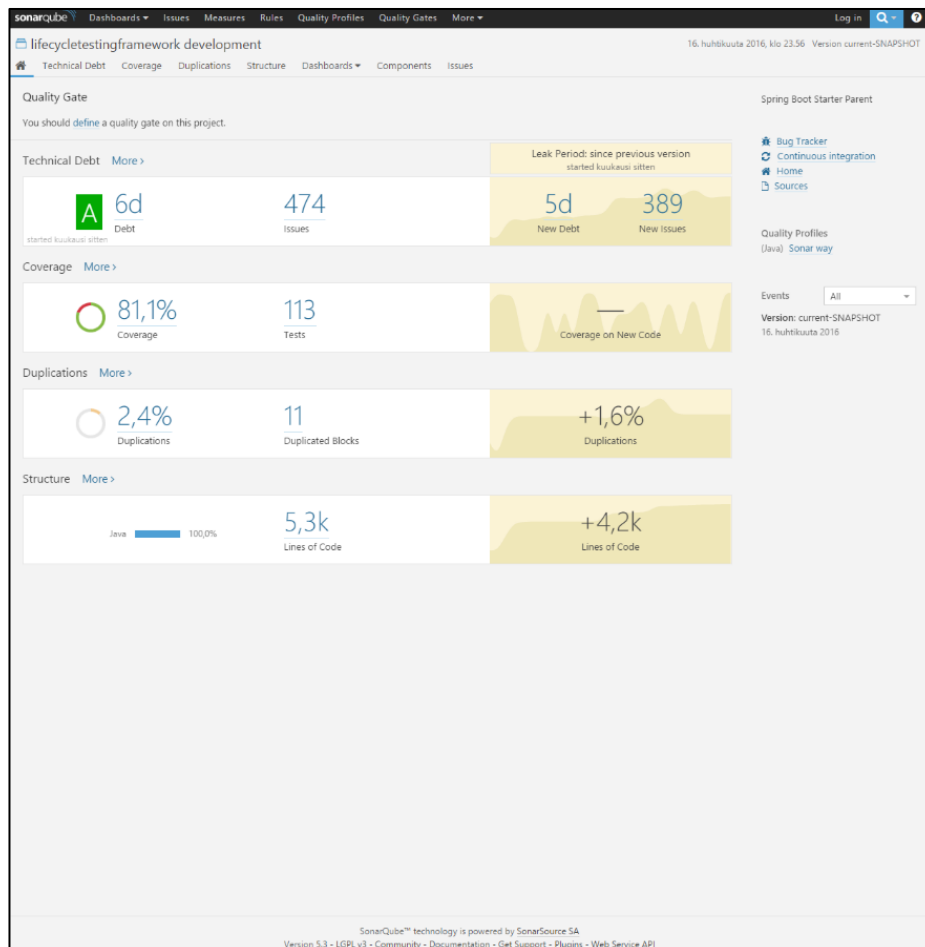 sonarqube Dashboards Issues Measures Rules Quality Profiles Quality Gates More Log in ?
lifecycletestingframework development 16. huhtikuuta 2016, klo 23.56 Version current-SNAPSHOT
Technical Debt Coverage Duplications Structure Dashboards Components Issues
Quality Gate
You should define a quality gate on this project.
Technical Debt More
Leak Period: since previous version
started kuukausi sitten
A 6d 474 5d 389
Debt Issues New Debt New Issues
started kuukausi sitten
Coverage More
81,1% 113 —
Coverage Tests Coverage on New Code
Duplications More
2,4% 11 +1,6%
Duplications Duplicated Blocks Duplications
Structure More
Java 100,0% 5,3k +4,2k
Lines of Code Lines of Code
Spring Boot Starter Parent
Bug Tracker
Continuous integration
Home
Sources
Quality Profiles
(Java) Sonar way
Events All
Version: current-SNAPSHOT
16. huhtikuuta 2016
SonarQube™ technology is powered by SonarSource SA
Version 5.3 - LGPL v3 - Community - Documentation - Get Support - Plugins - Web Service API